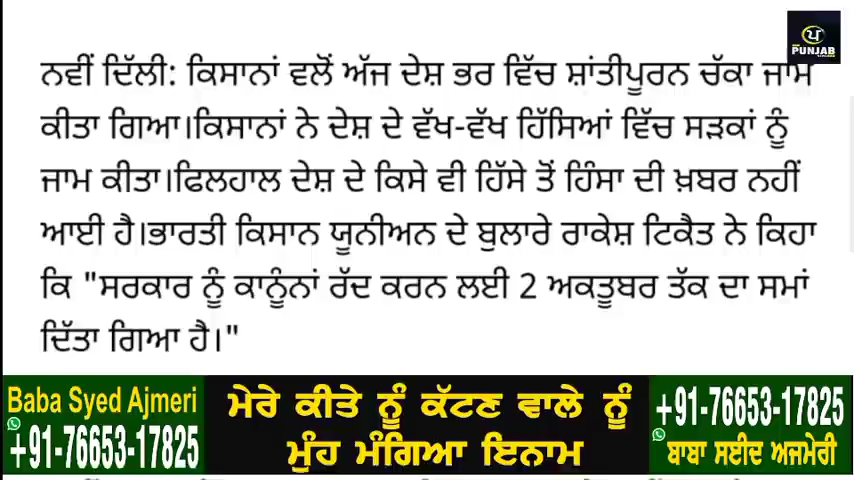 ਪ
PUNJAB
ਨਵੀਂ ਦਿੱਲੀ: ਕਿਸਾਨਾਂ ਵਲੋਂ ਅੱਜ ਦੇਸ਼ ਭਰ ਵਿੱਚ ਸ਼ਾਂਤੀਪੂਰਨ ਚੱਕਾ ਜਾਮ
ਕੀਤਾ ਗਿਆ।ਕਿਸਾਨਾਂ ਨੇ ਦੇਸ਼ ਦੇ ਵੱਖ-ਵੱਖ ਹਿੱਸਿਆਂ ਵਿੱਚ ਸੜਕਾਂ ਨੂੰ
ਜਾਮ ਕੀਤਾ।ਫਿਲਹਾਲ ਦੇਸ਼ ਦੇ ਕਿਸੇ ਵੀ ਹਿੱਸੇ ਤੋਂ ਹਿੰਸਾ ਦੀ ਖ਼ਬਰ ਨਹੀਂ
ਆਈ ਹੈ।ਭਾਰਤੀ ਕਿਸਾਨ ਯੂਨੀਅਨ ਦੇ ਬੁਲਾਰੇ ਰਾਕੇਸ਼ ਟਿਕੈਤ ਨੇ ਕਿਹਾ
ਕਿ "ਸਰਕਾਰ ਨੂੰ ਕਾਨੂੰਨਾਂ ਰੱਦ ਕਰਨ ਲਈ 2 ਅਕਤੂਬਰ ਤੱਕ ਦਾ ਸਮਾਂ
ਦਿੱਤਾ ਗਿਆ ਹੈ।"
Baba Syed Ajmeri
+91-76653-17825
ਮੇਰੇ ਕੀਤੇ ਨੂੰ ਕੱਟਣ ਵਾਲੇ ਨੂੰ
ਮੂੰਹ ਮੰਗਿਆ ਇਨਾਮ
+91-76653-17825
ਬਾਬਾ ਸਈਦ ਅਜਮੇਰੀ